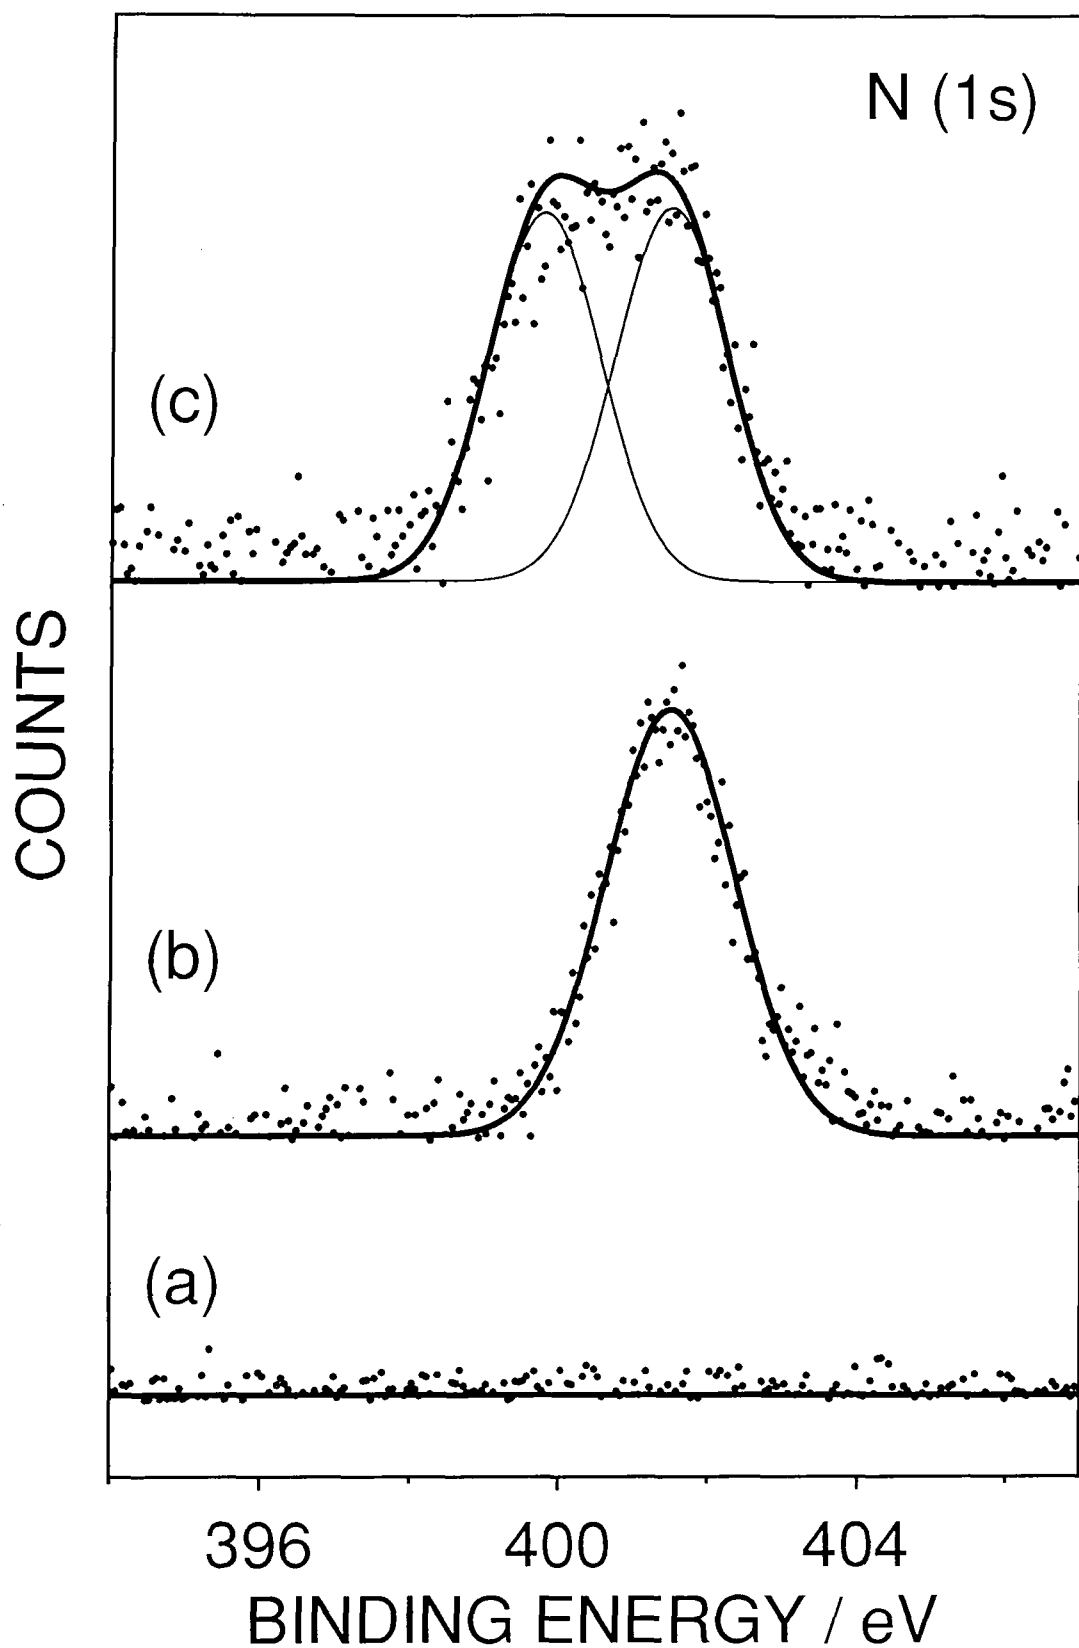 N (1s)
(c)
COUNTS
(b)
(a)
396 400 404
BINDING ENERGY / eV